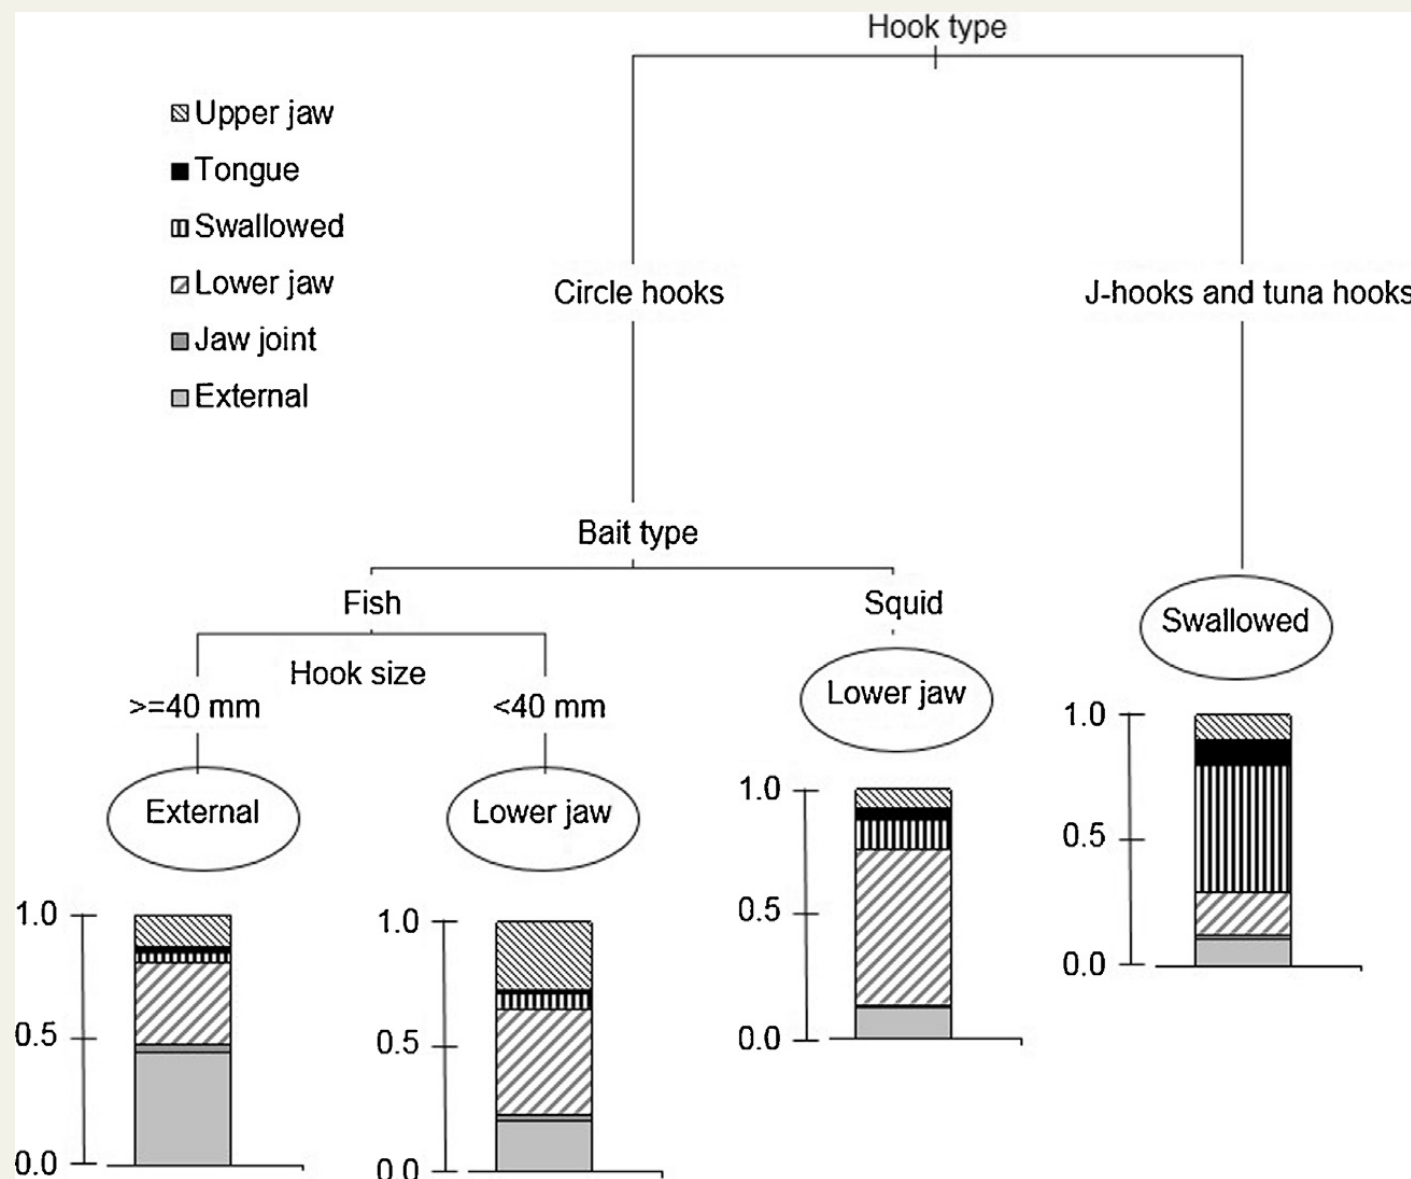 Hook type
Upper jaw
Tongue
Swallowed
Lower jaw
Jaw joint
External
Circle hooks
J-hooks and tuna hooks
Bait type
Fish
Squid
Hook size
>=40 mm
<40 mm
External
Lower jaw
Lower jaw
Swallowed
1.0
0.5
0.0
1.0
0.5
0.0
1.0
0.5
0.0
1.0
0.5
0.0